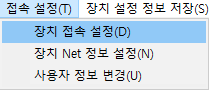 접속 설정(T)  장치 설정 정보 저장(S)
장치 접속 설정(D)
장치 Net 정보 설정(N)
사용자 정보 변경(U)